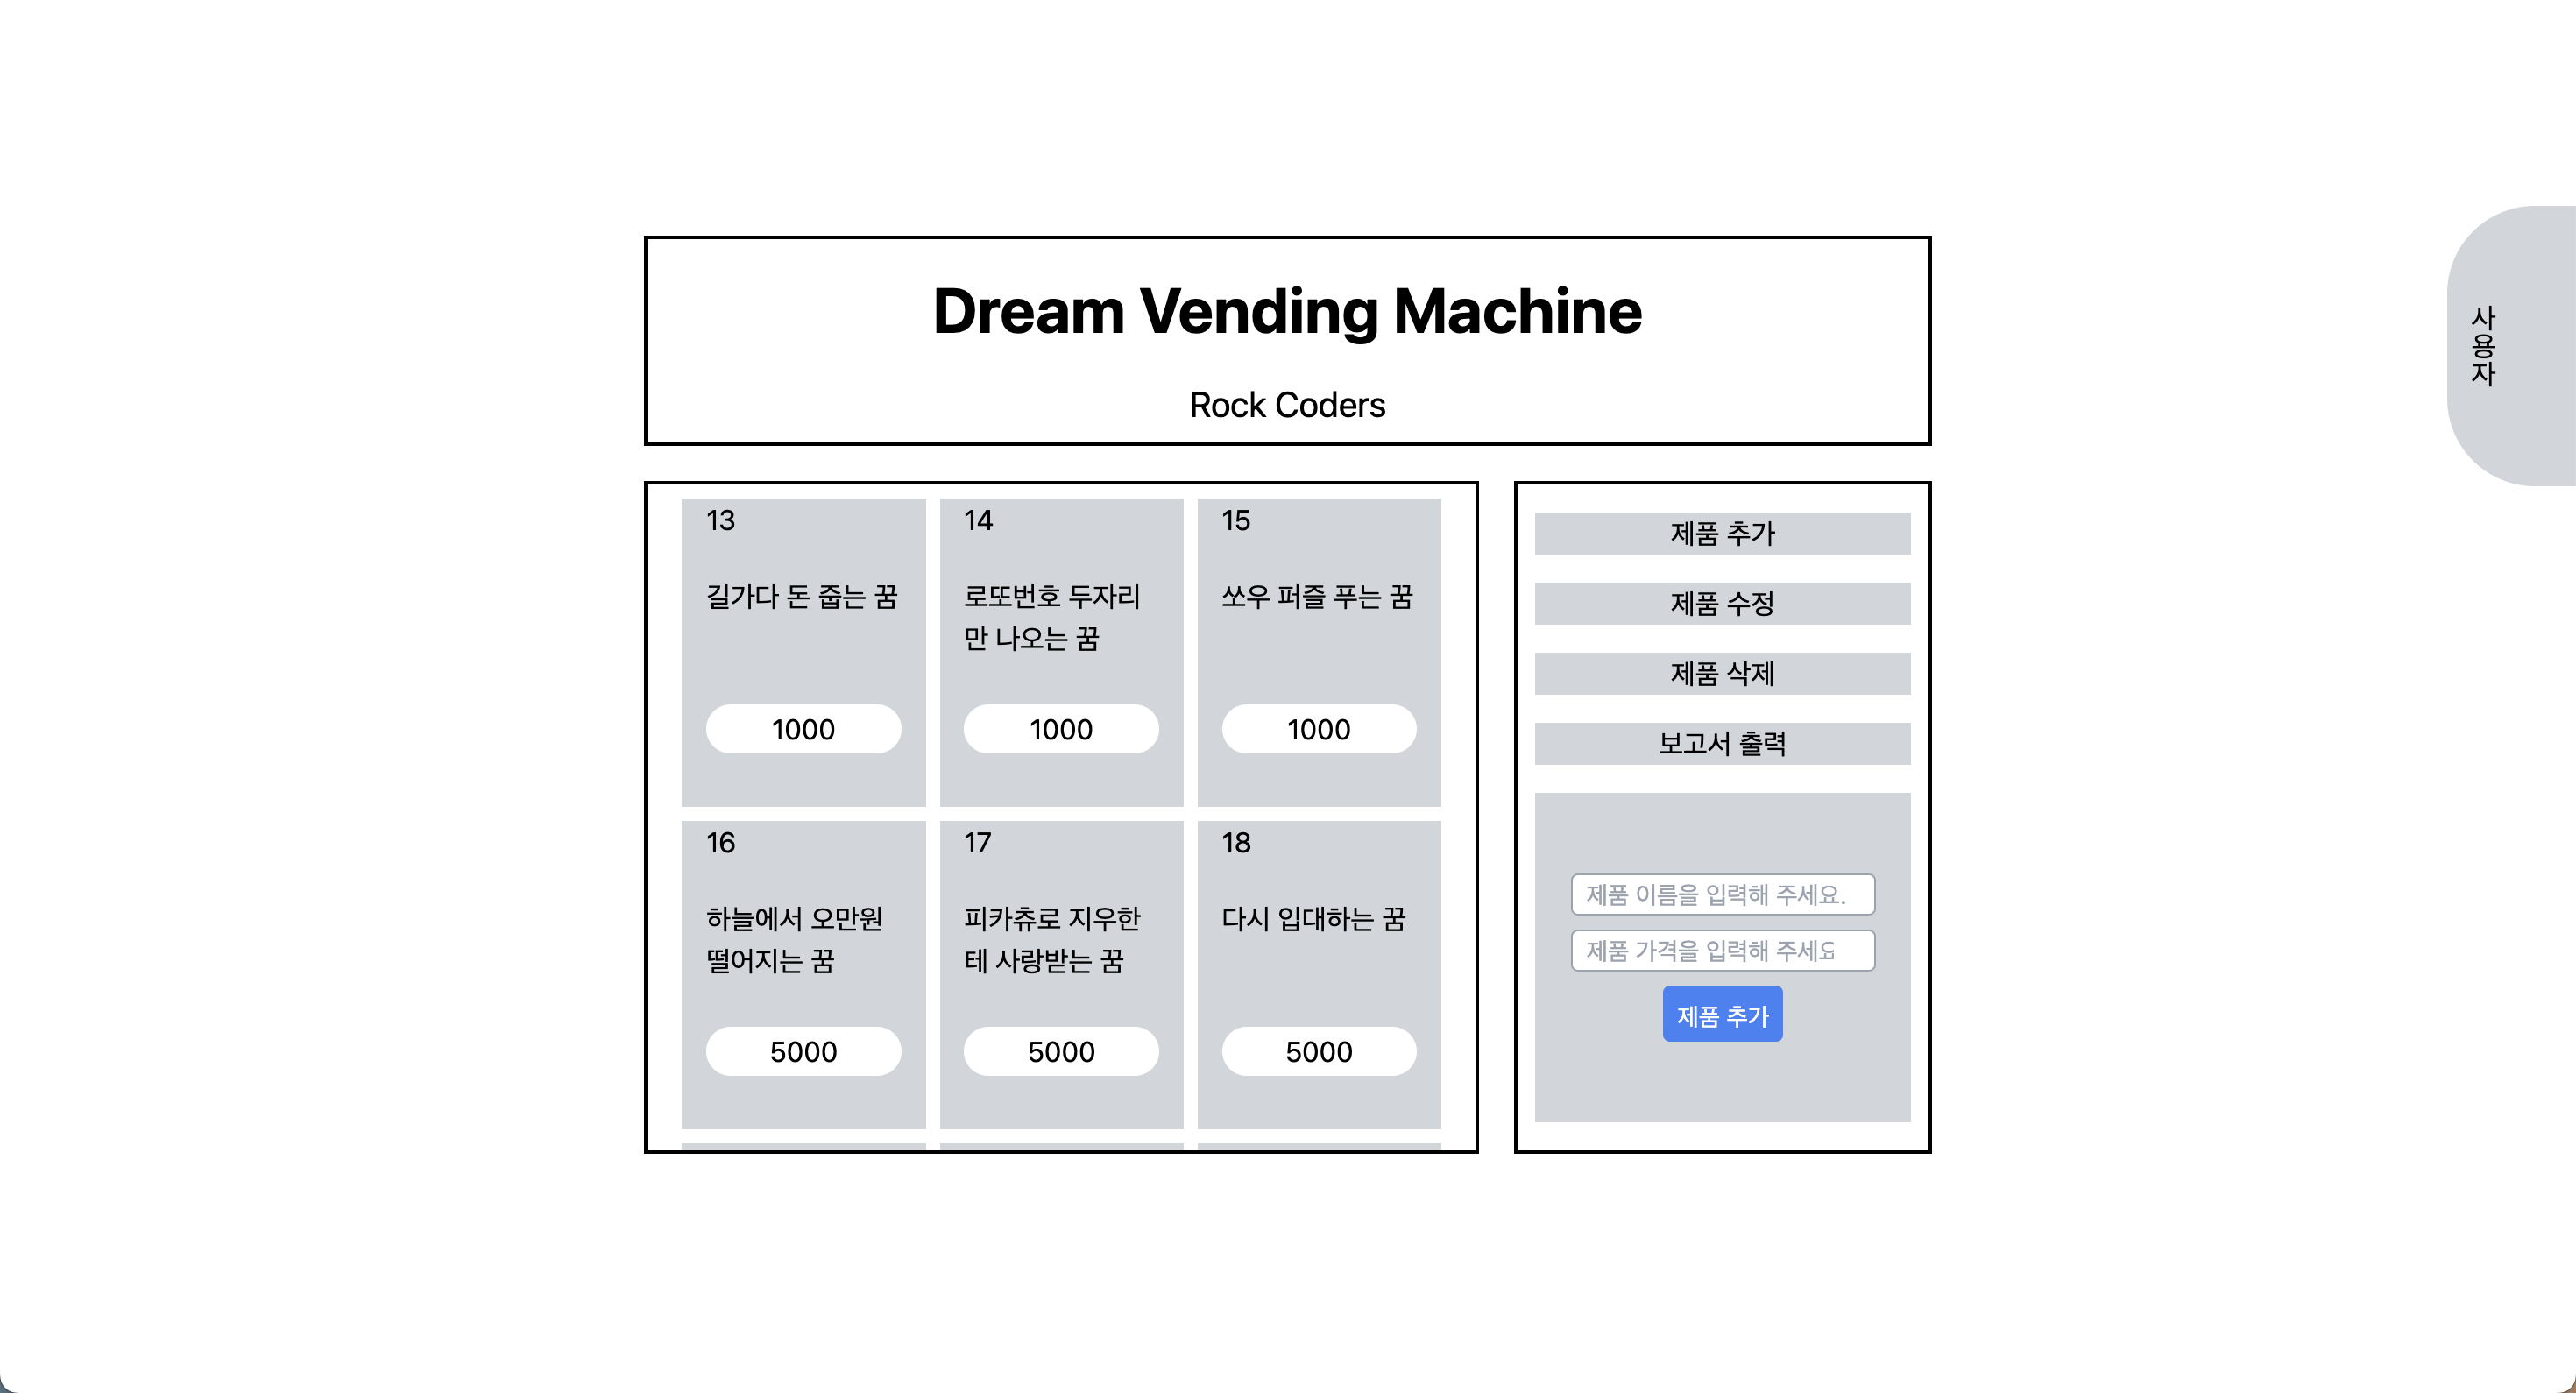 Dream Vending Machine
Rock Coders
사용자
13
길가다 돈 줍는 꿈
1000
14
로또번호 두자리
만 나오는 꿈
1000
15
쏘우 퍼즐 푸는 꿈
1000
16
하늘에서 오만원
떨어지는 꿈
5000
17
피카츄로 지우한
테 사랑받는 꿈
5000
18
다시 입대하는 꿈
5000
제품 추가
제품 수정
제품 삭제
보고서 출력
제품 이름을 입력해 주세요.
제품 가격을 입력해 주세요
제품 추가